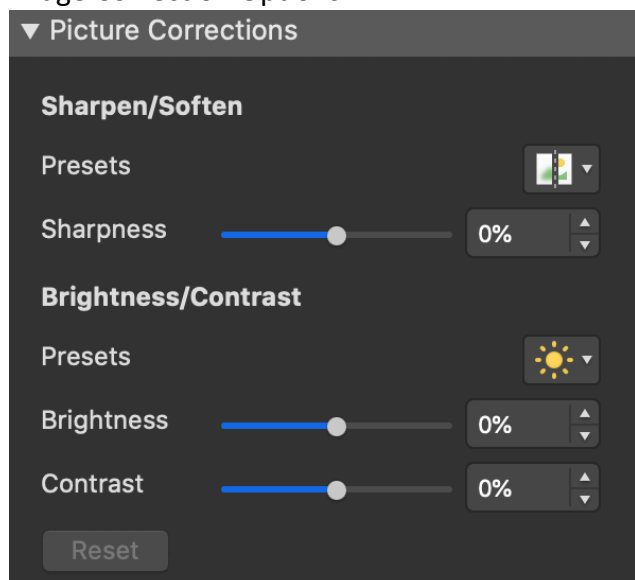 ▼ Picture Corrections
Sharpen/Soften
Presets
Sharpness 0%
Brightness/Contrast
Presets
Brightness 0%
Contrast 0%
Reset